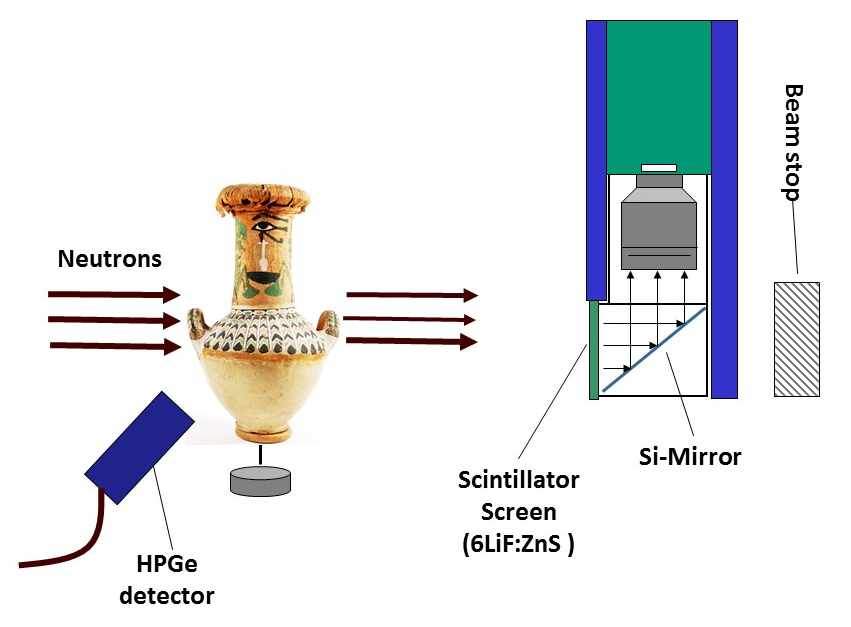 Neutrons
Beam stop
Si-Mirror
Scintillator
Screen
(6LiF:ZnS )
HPGe
detector